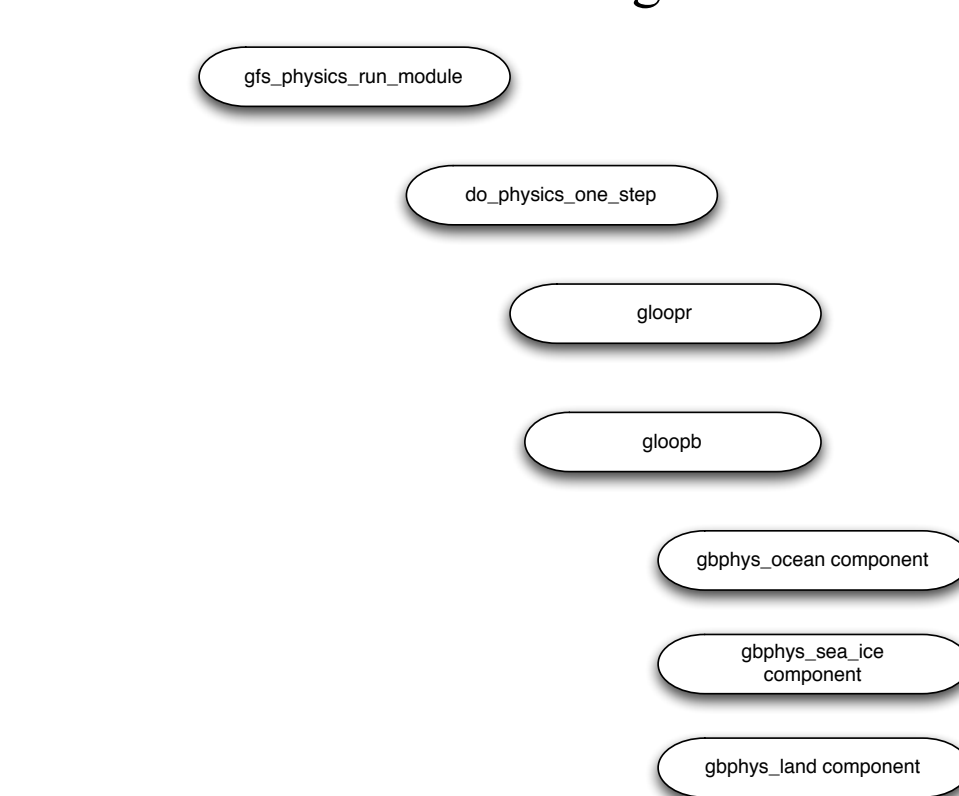 gfs_physics_run_module
do_physics_one_step
gloopr
gloopb
gbphys_ocean component
gbphys_sea_ice
component
gbphys_land component